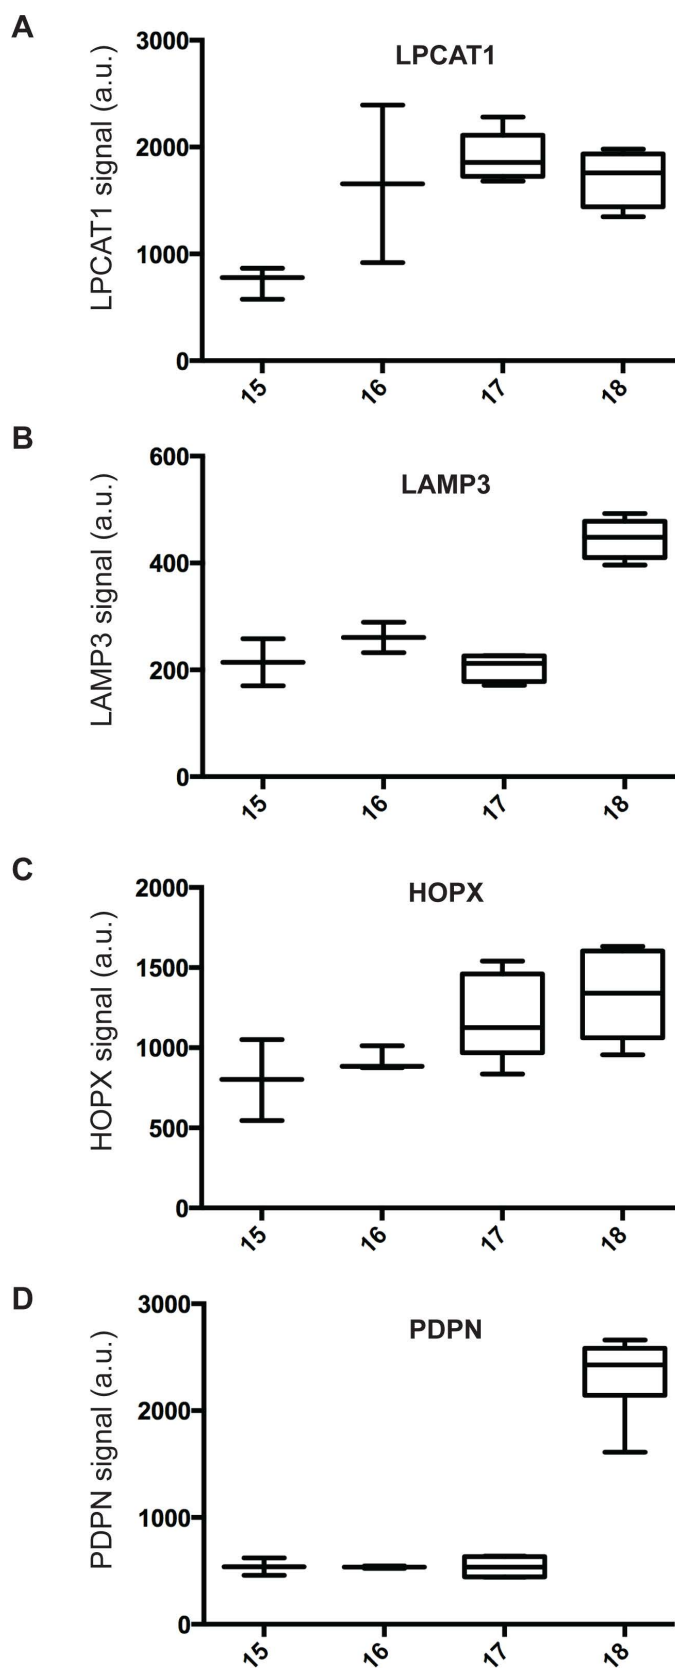 A
LPCAT1
LPCAT1 signal (a.u.)
3000
2000
1000
0
15 16 17 18
B
LAMP3
LAMP3 signal (a.u.)
600
400
200
0
15 16 17 18
C
HOPX
HOPX signal (a.u.)
2000
1500
1000
500
0
15 16 17 18
D
PDPN
PDPN signal (a.u.)
3000
2000
1000
0
15 16 17 18